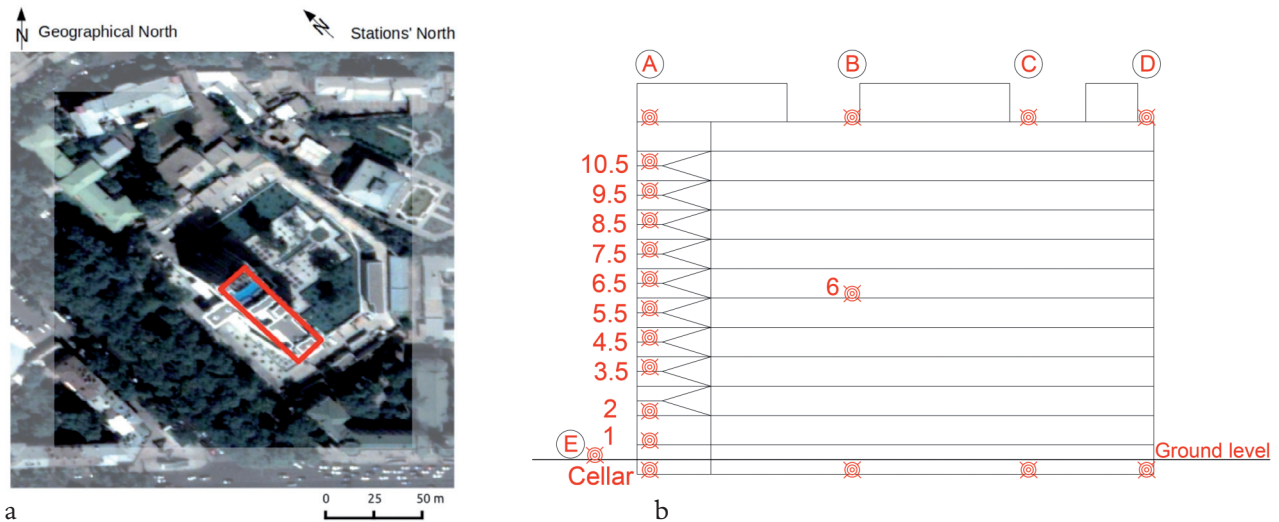 N Geographical North
N Stations' North
0 25 50 m
a
A B C D
10.5
9.5
8.5
7.5
6.5
6
5.5
4.5
3.5
2
1
E
Ground level
Cellar
b